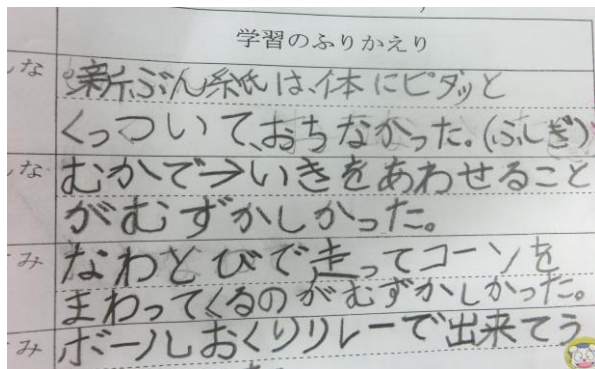 学習のふりかえり
な
新ぶん紙は、体にピタッと
くっついて、おちなかった。(ふしぎ)
な
むかで→いきをあわせること
がむずかしかった。
み
なわとびで走ってコーンを
まわってくるのがむずかしかった。
み
ボールおくりリレーで出来てう